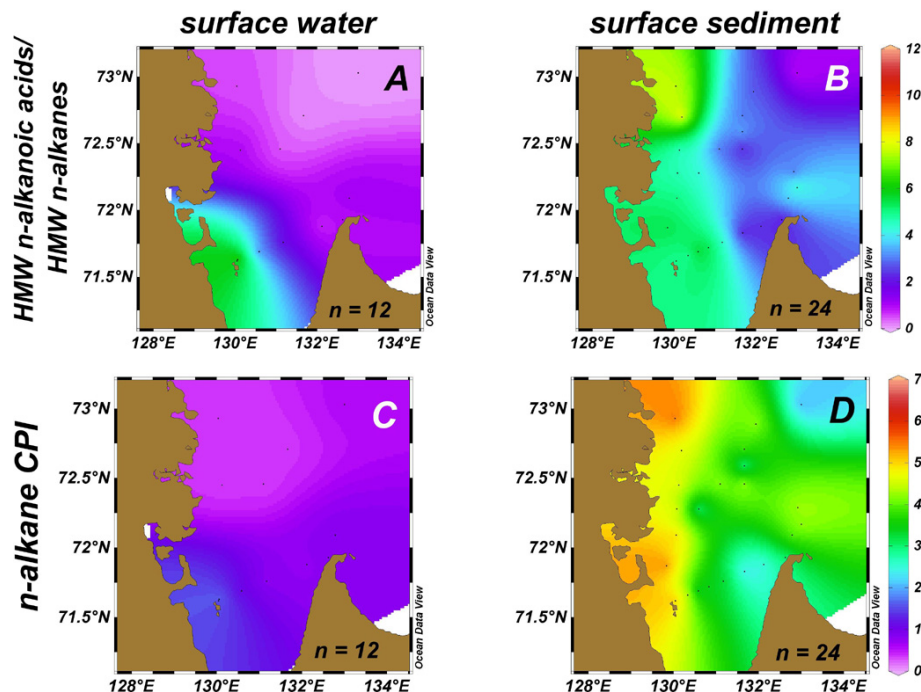 surface water
surface sediment
HMW n-alkanoic acids/
HMW n-alkanes
A
B
73°N
72.5°N
72°N
71.5°N
128°E 130°E 132°E 134°E
n = 12
Ocean Data View
73°N
72.5°N
72°N
71.5°N
128°E 130°E 132°E 134°E
n = 24
Ocean Data View
12
10
8
6
4
2
0
n-alkane CPI
C
D
73°N
72.5°N
72°N
71.5°N
128°E 130°E 132°E 134°E
n = 12
Ocean Data View
73°N
72.5°N
72°N
71.5°N
128°E 130°E 132°E 134°E
n = 24
Ocean Data View
7
6
5
4
3
2
1
0